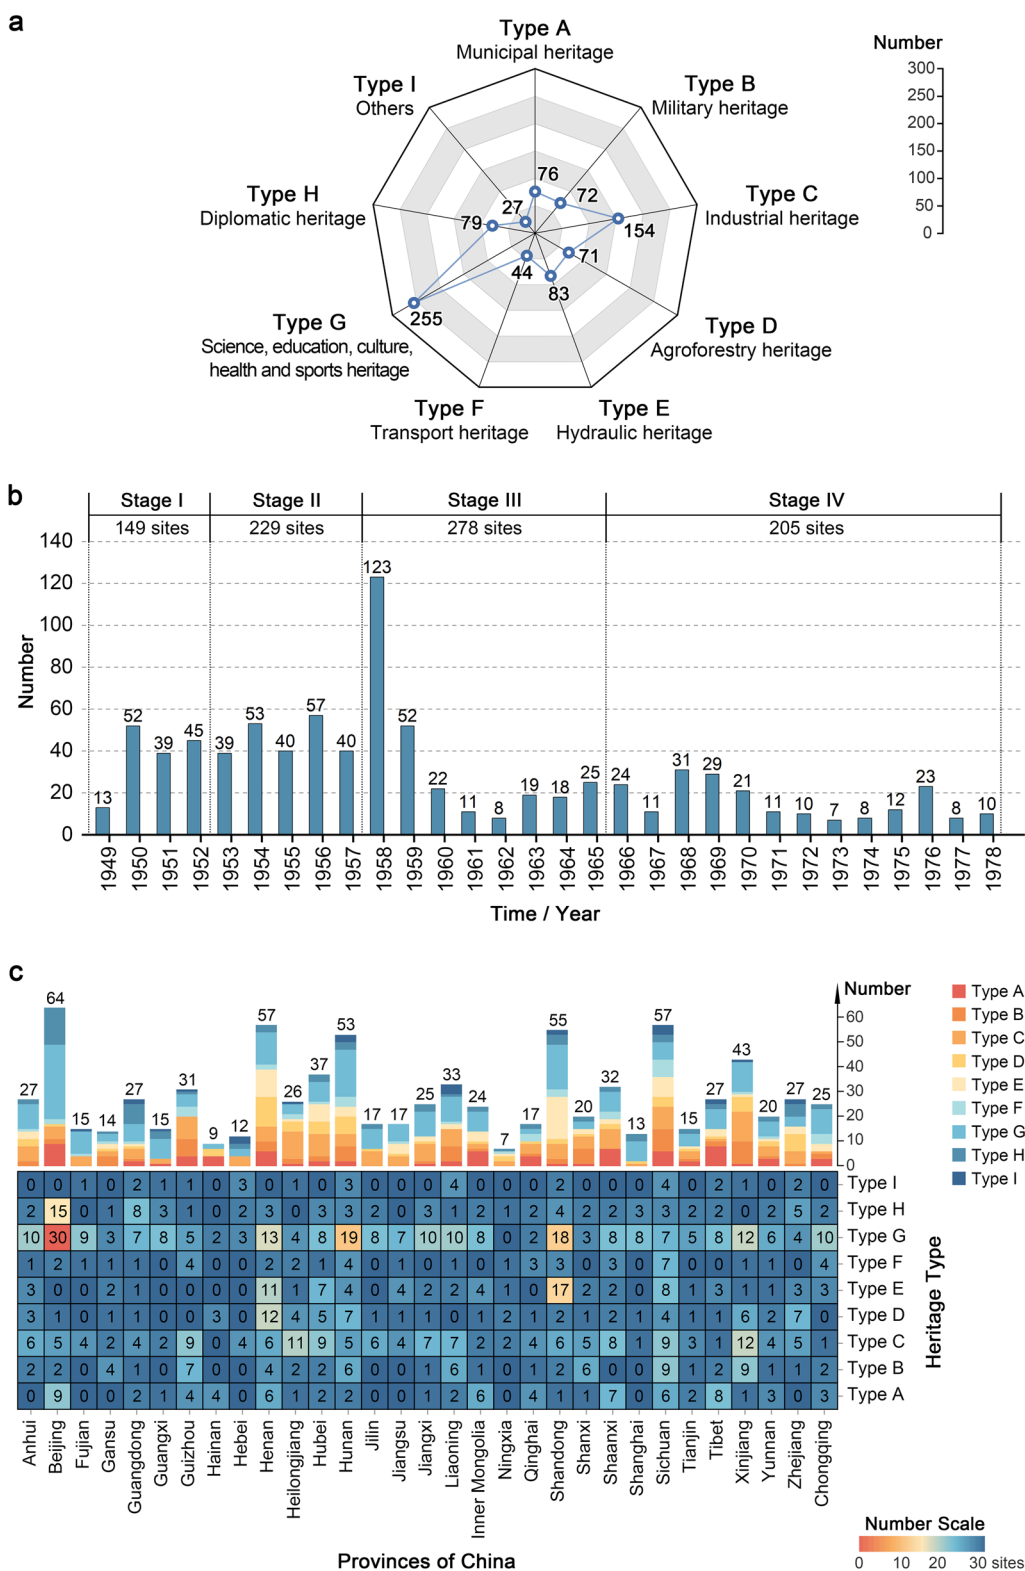 a
Type A
Municipal heritage
Type B
Military heritage
Type C
Industrial heritage
Type D
Agroforestry heritage
Type E
Hydraulic heritage
Type F
Transport heritage
Type G
Science, education, culture,
health and sports heritage
Type H
Diplomatic heritage
Type I
Others
76
72
154
71
83
44
255
79
27
Number
300
250
200
150
100
50
0
b
Stage I Stage II Stage III Stage IV
149 sites 229 sites 278 sites 205 sites
Number
140
120
100
80
60
40
20
0
13 52 39 45 39 53 40 57 40 123 52 22 11 8 19 18 25 24 11 31 29 21 11 10 7 8 12 23 8 10
1949 1950 1951 1952 1953 1954 1955 1956 1957 1958 1959 1960 1961 1962 1963 1964 1965 1966 1967 1968 1969 1970 1971 1972 1973 1974 1975 1976 1977 1978
Time / Year
c
27 64 15 14 27 15 31 9 12 57 26 37 53 17 17 25 33 24 7 17 55 20 32 13 57 15 27 43 20 27 25
Number
60
50
40
30
20
10
0
Type A
Type B
Type C
Type D
Type E
Type F
Type G
Type H
Type I
0 0 1 0 2 1 1 0 3 0 1 0 3 0 0 0 4 0 0 0 2 0 0 0 4 0 2 1 0 2 0 Type I
2 15 0 1 8 3 1 0 2 3 0 3 3 2 0 3 1 2 1 2 4 2 2 3 3 2 2 0 2 5 2 Type H
10 30 9 3 7 8 5 2 3 13 4 8 19 8 7 10 10 8 0 2 18 3 8 8 7 5 8 12 6 4 10 Type G
1 2 1 1 1 0 4 0 0 2 2 1 4 0 1 0 1 0 1 3 3 0 3 0 7 0 0 1 1 0 4 Type F
3 0 0 2 1 0 0 0 0 11 1 7 4 0 4 2 2 4 1 1 17 2 2 0 8 1 3 1 1 3 3 Type E
3 1 0 1 0 0 0 3 0 12 4 5 7 1 1 1 0 1 2 1 2 1 2 1 4 1 1 6 2 7 0 Type D
6 5 4 2 4 2 9 0 4 6 11 9 5 6 4 7 7 2 2 4 6 5 8 1 9 3 1 12 4 5 1 Type C
2 2 0 4 1 0 7 0 0 4 2 2 6 0 0 1 6 1 0 1 2 6 0 0 9 1 2 9 1 1 2 Type B
0 9 0 0 2 1 4 4 0 6 1 2 2 0 0 1 2 6 0 4 1 1 7 0 6 2 8 1 3 0 3 Type A
Heritage Type
Anhui Beijing Fujian Gansu Guangdong Guangxi Guizhou Hainan Hebei Henan Heilongjiang Hubei Hunan Jilin Jiangsu Jiangxi Liaoning Inner Mongolia Ningxia Qinghai Shandong Shanxi Shaanxi Shanghai Sichuan Tianjin Tibet Xinjiang Yunnan Zhejiang Chongqing
Provinces of China
Number Scale
0 10 20 30 sites